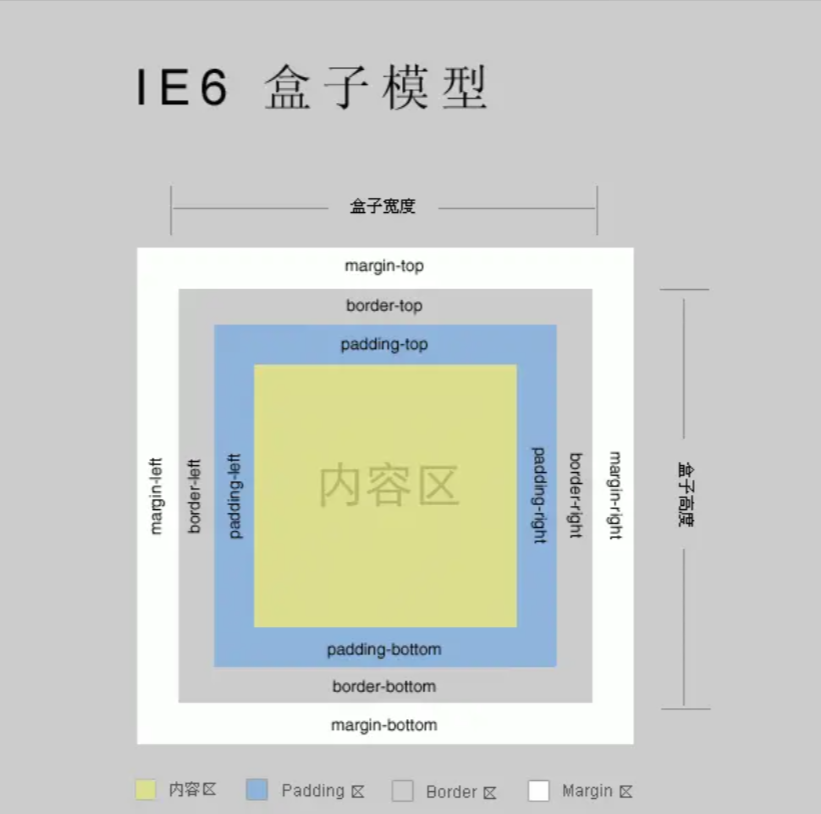 IE6 盒子模型
盒子宽度
margin-top
border-top
padding-top
margin-left
border-left
padding-left
内容区
padding-right
border-right
margin-right
盒子高度
padding-bottom
border-bottom
margin-bottom
内容区 Padding 区 Border 区 Margin 区